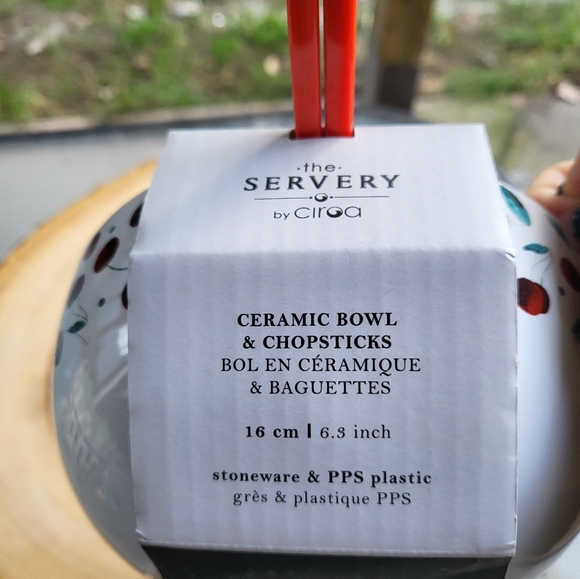 ·the·
SERVERY
by ciroa
CERAMIC BOWL
& CHOPSTICKS
BOL EN CÉRAMIQUE
& BAGUETTES
16 cm | 6.3 inch
stoneware & PPS plastic
grès & plastique PPS